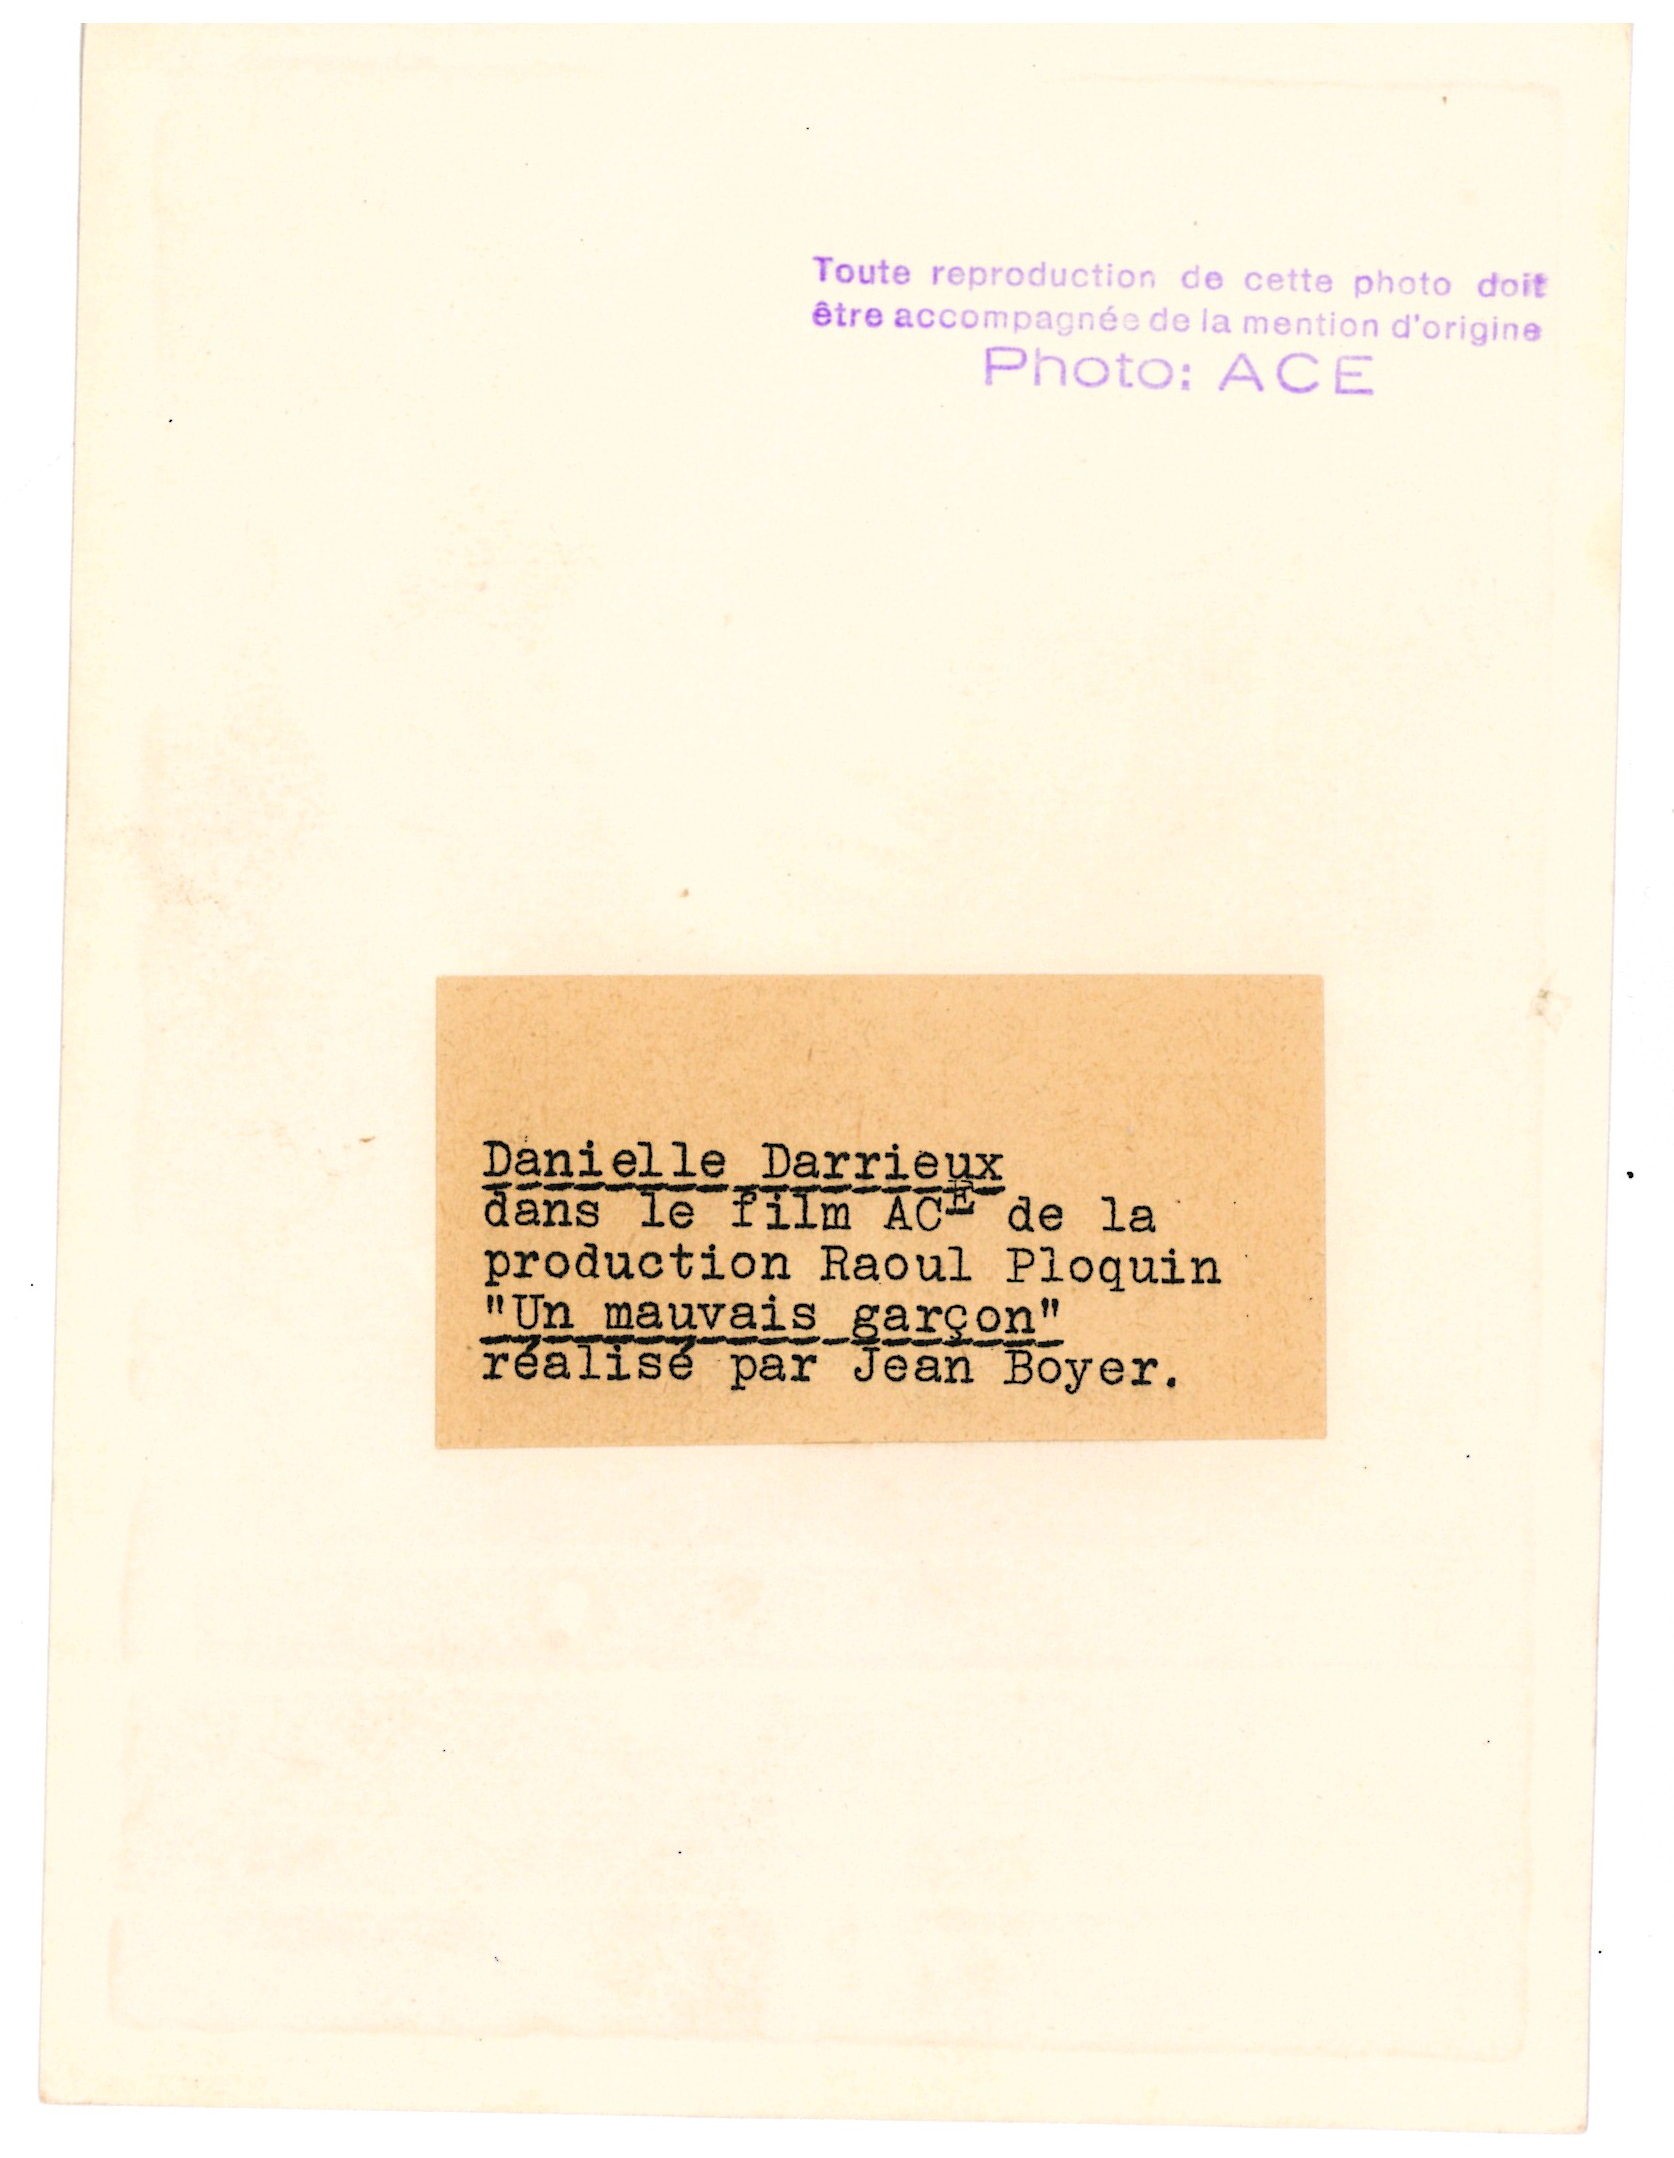 Toute reproduction de cette photo doit
être accompagnée de la mention d'origine
Photo: ACE
Danielle Darrieux
dans le film ACE de la
production Raoul Ploquin
"Un mauvais garçon"
réalisé par Jean Boyer.